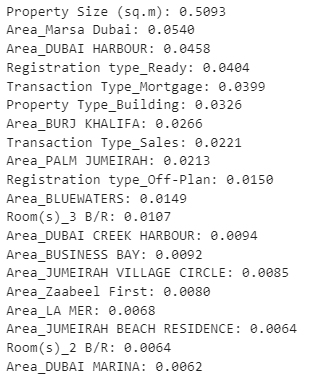 Property Size (sq.m): 0.5093
Area_Marsa Dubai: 0.0540
Area_DUBAI HARBOUR: 0.0458
Registration type_Ready: 0.0404
Transaction Type_Mortgage: 0.0399
Property Type_Building: 0.0326
Area_BURJ KHALIFA: 0.0266
Transaction Type_Sales: 0.0221
Area_PALM JUMEIRAH: 0.0213
Registration type_Off-Plan: 0.0150
Area_BLUEWATERS: 0.0149
Room(s)_3 B/R: 0.0107
Area_DUBAI CREEK HARBOUR: 0.0094
Area_BUSINESS BAY: 0.0092
Area_JUMEIRAH VILLAGE CIRCLE: 0.0085
Area_Zaabeel First: 0.0080
Area_LA MER: 0.0068
Area_JUMEIRAH BEACH RESIDENCE: 0.0064
Room(s)_2 B/R: 0.0064
Area_DUBAI MARINA: 0.0062